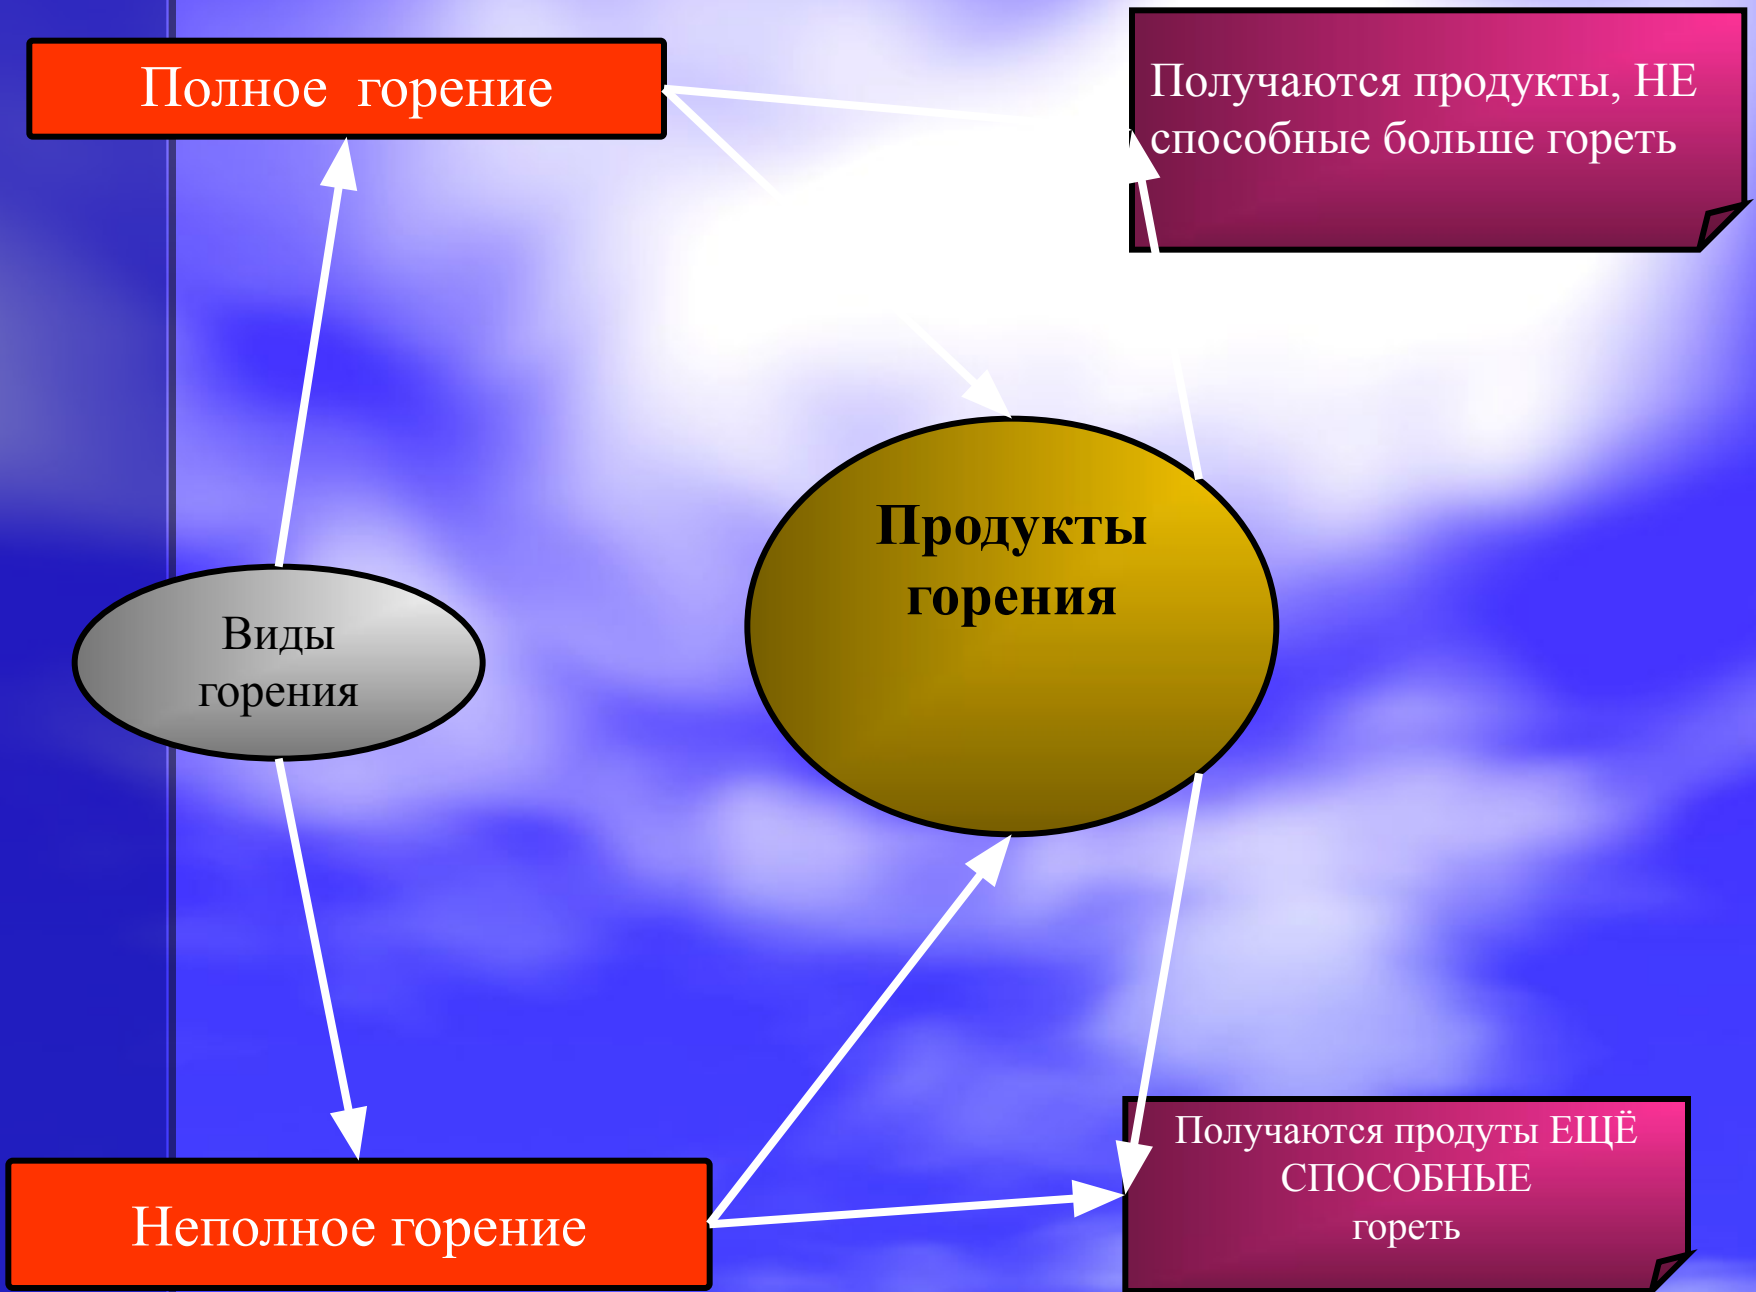 Полное горение
Получаются продукты, НЕ
способные больше гореть
Продукты
горения
Виды
горения
Получаются продуты ЕЩЁ
СПОСОБНЫЕ
гореть
Неполное горение